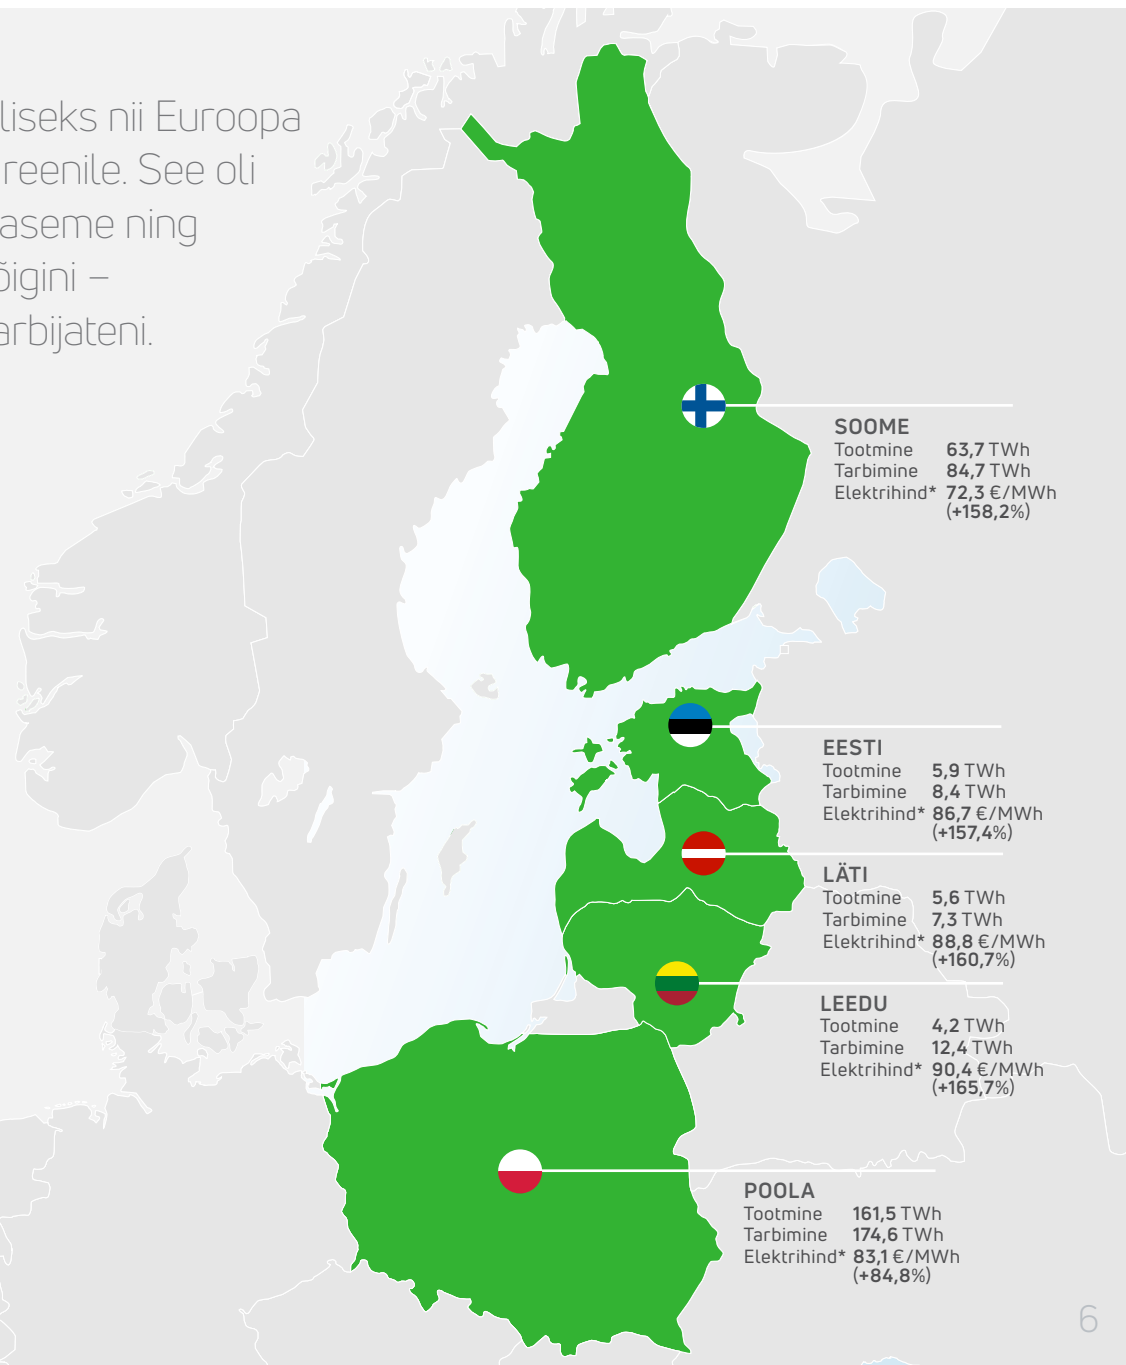 liseks nii Euroopa
reenile. See oli
aseme ning
õigini –
arbijateni.
SOOME
Tootmine 63,7 TWh
Tarbimine 84,7 TWh
Elektrihind* 72,3 €/MWh
(+158,2%)
EESTI
Tootmine 5,9 TWh
Tarbimine 8,4 TWh
Elektrihind* 86,7 €/MWh
(+157,4%)
LÄTI
Tootmine 5,6 TWh
Tarbimine 7,3 TWh
Elektrihind* 88,8 €/MWh
(+160,7%)
LEEDU
Tootmine 4,2 TWh
Tarbimine 12,4 TWh
Elektrihind* 90,4 €/MWh
(+165,7%)
POOLA
Tootmine 161,5 TWh
Tarbimine 174,6 TWh
Elektrihind* 83,1 €/MWh
(+84,8%)
6